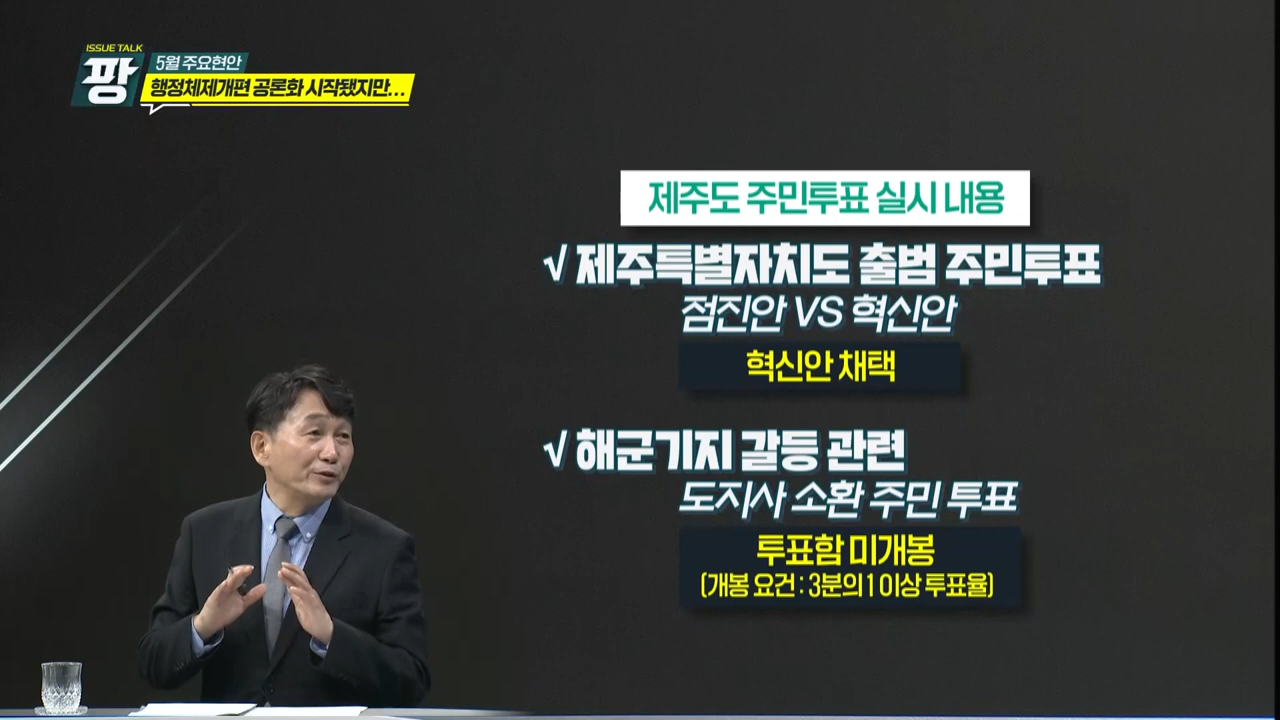 ISSUE TALK
팡
5월 주요현안
행정체제개편 공론화 시작됐지만...
제주도 주민투표 실시 내용
√ 제주특별자치도 출범 주민투표
점진안 VS 혁신안
혁신안 채택
√ 해군기지 갈등 관련
도지사 소환 주민 투표
투표함 미개봉
(개봉 요건 : 3분의 1 이상 투표율)